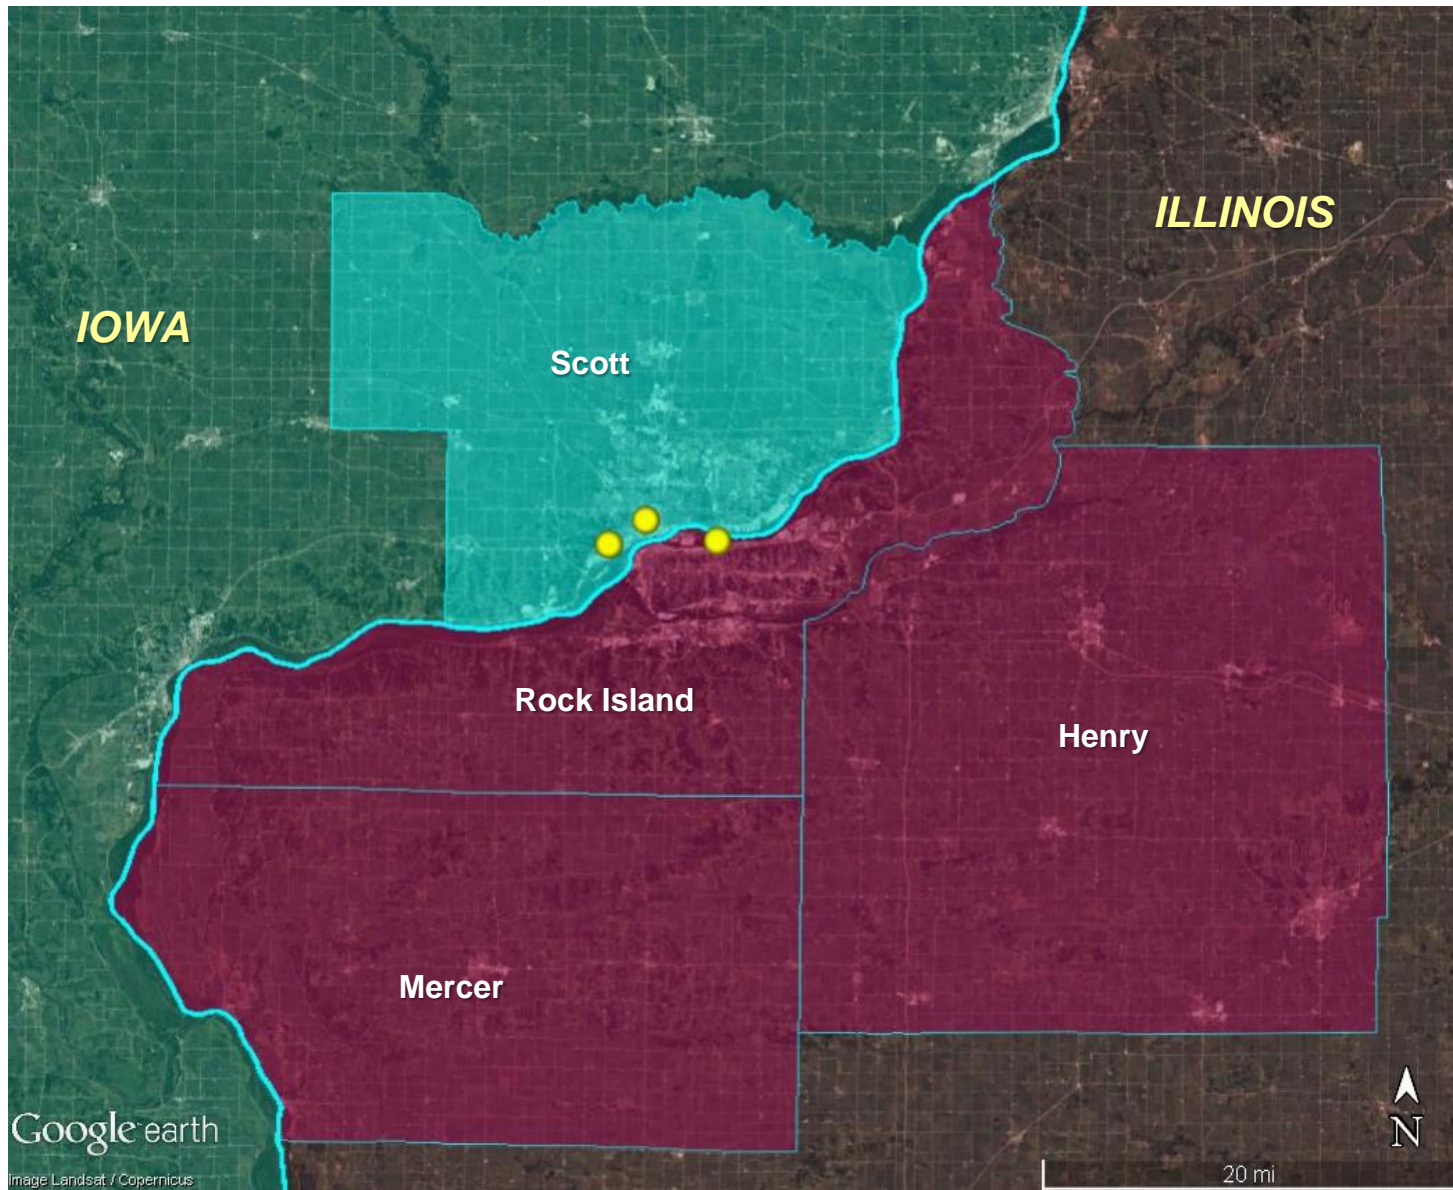 ILLINOIS
IOWA
Scott
Rock Island
Henry
Mercer
Google earth
N
Image Landsat / Copernicus
20 mi